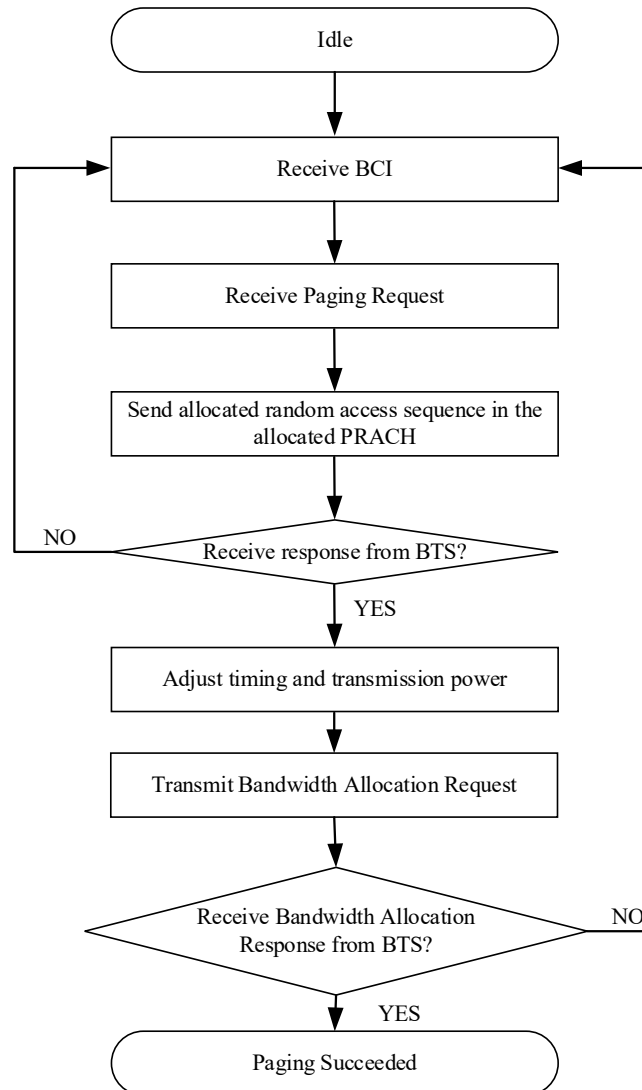 Idle
Receive BCI
Receive Paging Request
Send allocated random access sequence in the
allocated PRACH
NO
Receive response from BTS?
YES
Adjust timing and transmission power
Transmit Bandwidth Allocation Request
Receive Bandwidth Allocation
Response from BTS?
NO
YES
Paging Succeeded